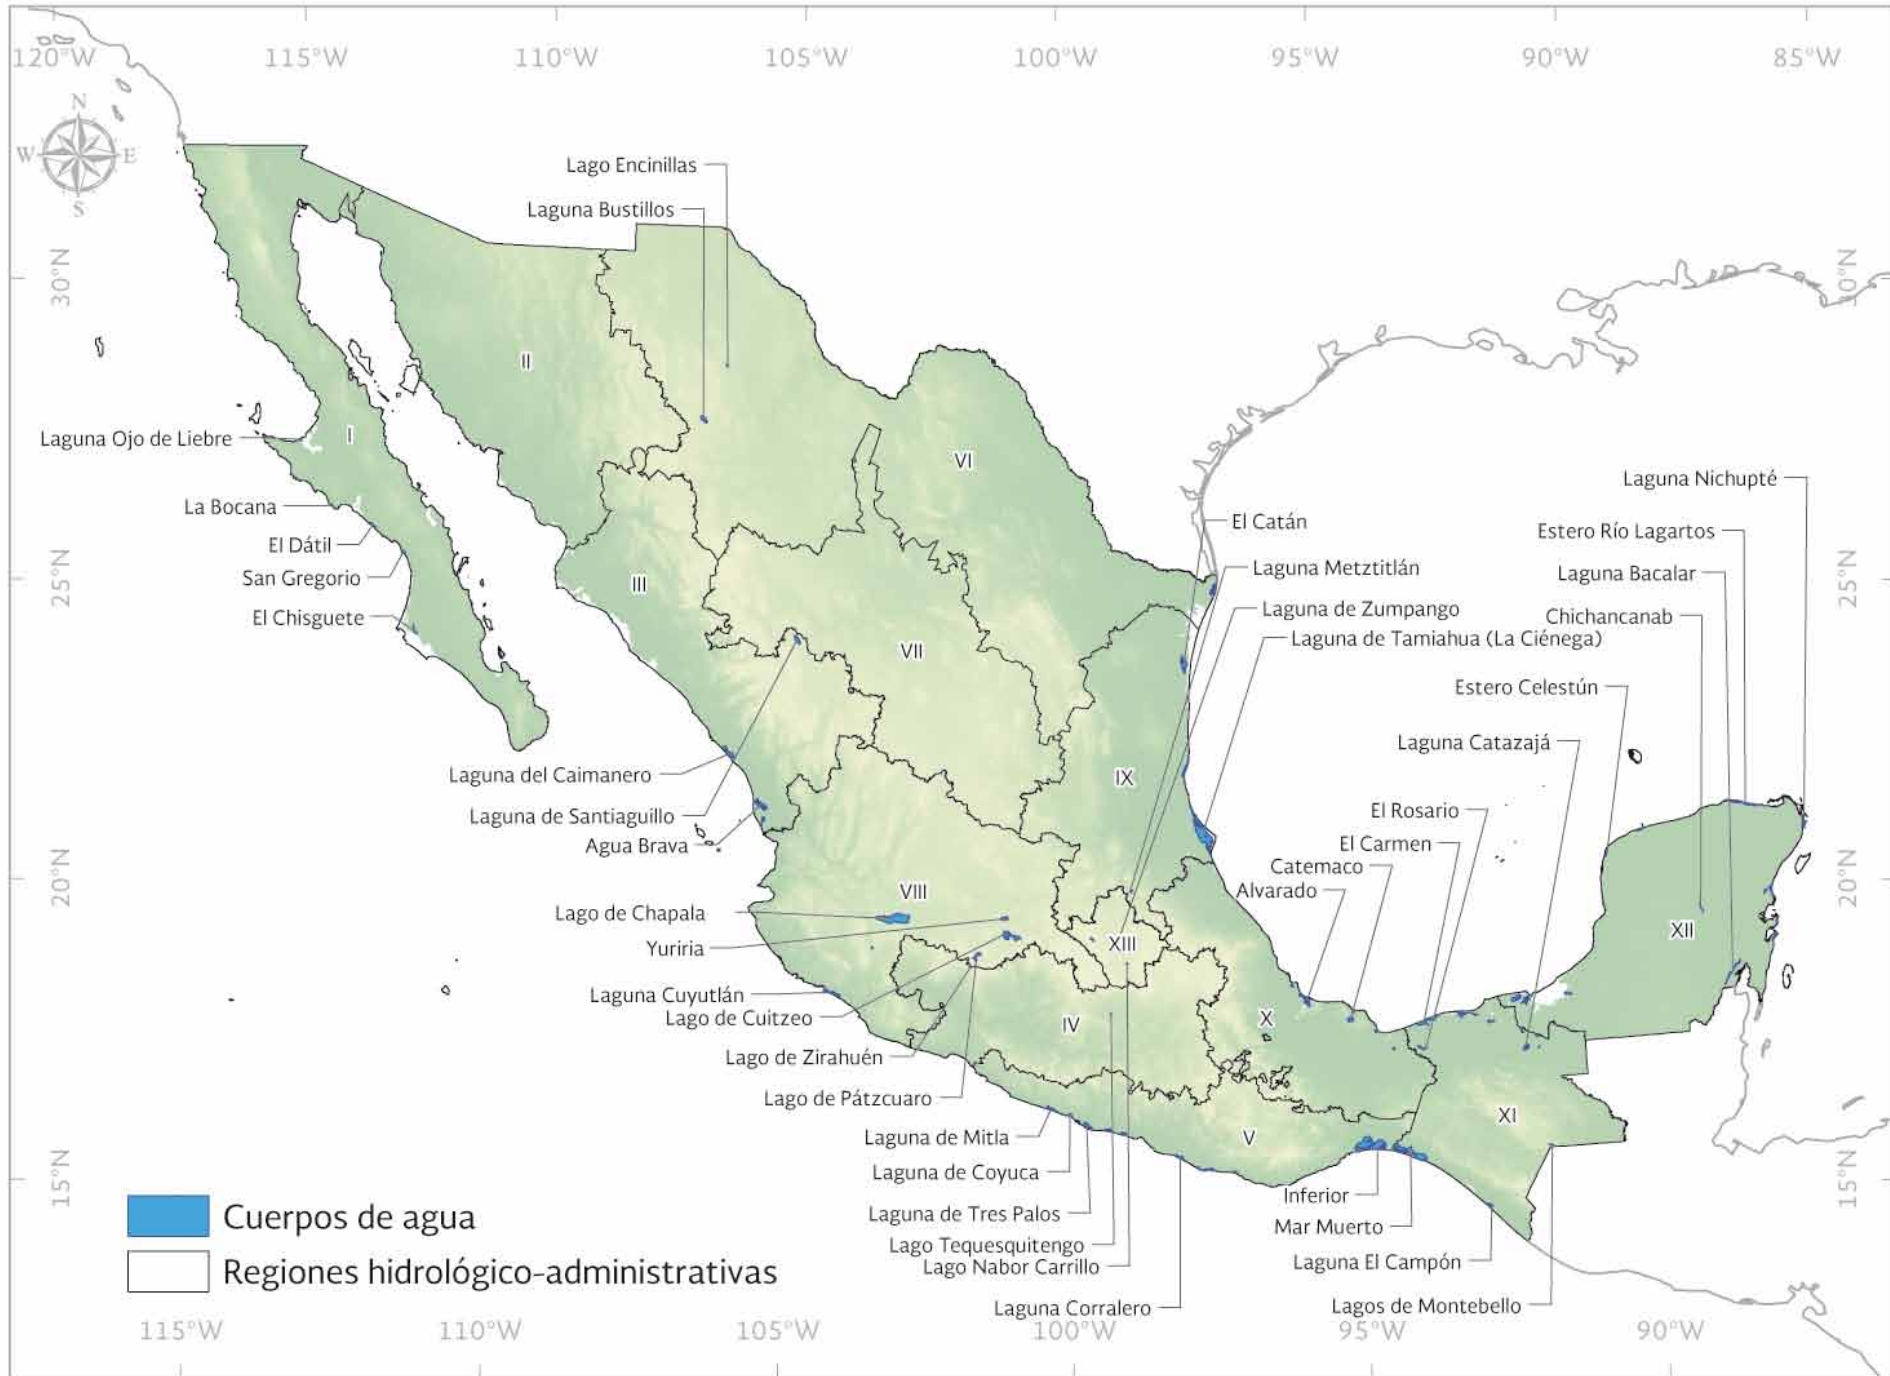 120°W 115°W 110°W 105°W 100°W 95°W 90°W 85°W
N
W E
S
30°N
25°N
20°N
15°N
Lago Encinillas
Laguna Bustillos
Laguna Ojo de Liebre
La Bocana
El Dátil
San Gregorio
El Chisguete
I
II
III
VI
VII
VIII
IX
XIII
IV
X
V
XI
XII
El Catán
Laguna Metztitlán
Laguna de Zumpango
Laguna de Tamiahua (La Ciénega)
Laguna Nichupté
Estero Río Lagartos
Laguna Bacalar
Chichancanab
Estero Celestún
Laguna Catazajá
El Rosario
El Carmen
Catemaco
Alvarado
Laguna del Caimanero
Laguna de Santiaguillo
Agua Brava
Lago de Chapala
Yuriria
Laguna Cuyutlán
Lago de Cuitzeo
Lago de Zirahuén
Lago de Pátzcuaro
Laguna de Mitla
Laguna de Coyuca
Laguna de Tres Palos
Lago Tequesquitengo
Lago Nabor Carrillo
Laguna Corralero
Inferior
Mar Muerto
Laguna El Campón
Lagos de Montebello
30°N
25°N
20°N
15°N
Cuerpos de agua
Regiones hidrológico-administrativas
115°W 110°W 105°W 100°W 95°W 90°W